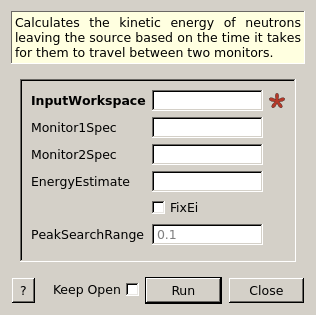 Calculates the kinetic energy of neutrons
leaving the source based on the time it takes
for them to travel between two monitors.
InputWorkspace *
Monitor1Spec
Monitor2Spec
EnergyEstimate
FixEi
PeakSearchRange 0.1
? Keep Open Run Close